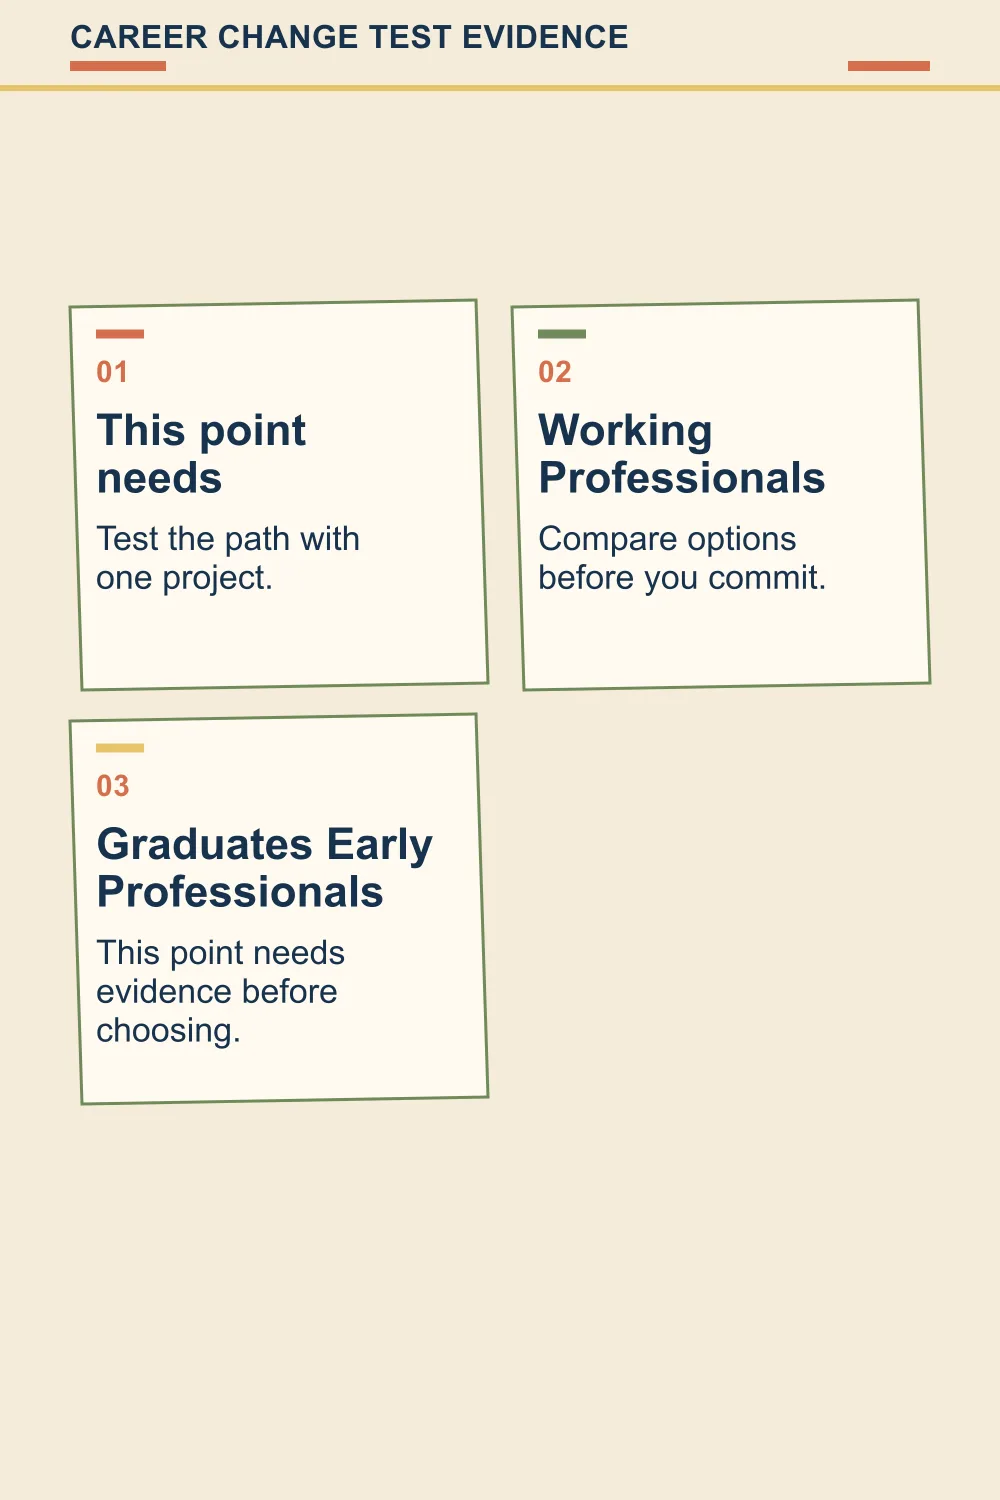 CAREER CHANGE TEST EVIDENCE
01
This point
needs
Test the path with
one project.
02
Working
Professionals
Compare options
before you commit.
03
Graduates Early
Professionals
This point needs
evidence before
choosing.